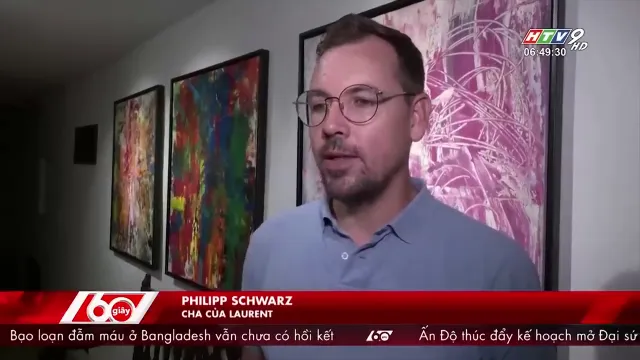 HTV9 HD
06:49:30
60 giây
PHILIPP SCHWARZ
CHA CỦA LAURENT
Bạo loạn đẫm máu ở Bangladesh vẫn chưa có hồi kết 60 giây Ấn Độ thúc đẩy kế hoạch mở Đại sứ